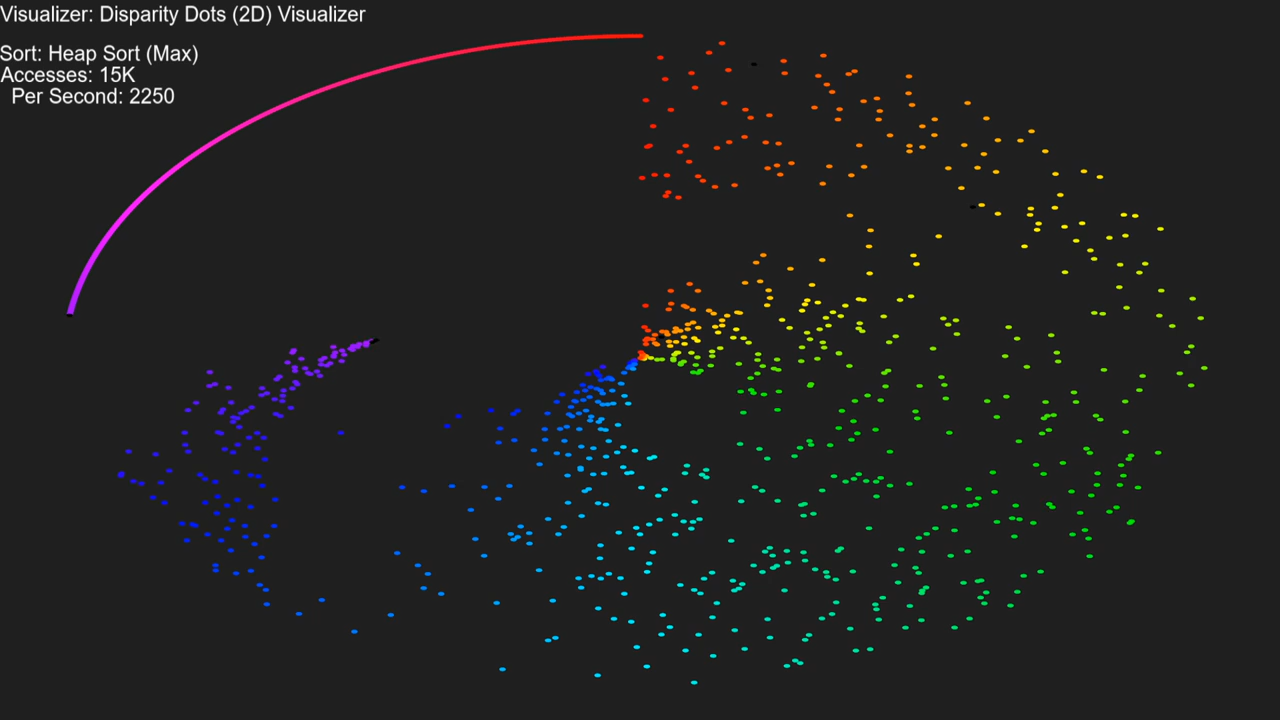 Visualizer: Disparity Dots (2D) Visualizer
Sort: Heap Sort (Max)
Accesses: 15K
Per Second: 2250